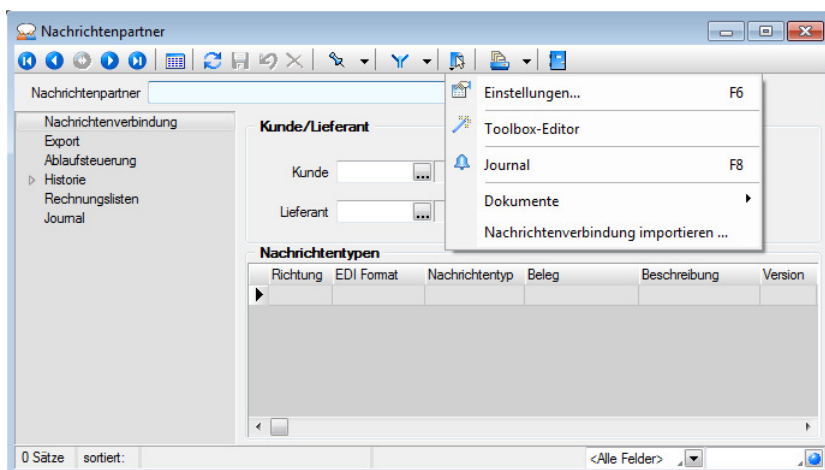 Nachrichtenpartner
Nachrichtenpartner
Einstellungen... F6
Toolbox-Editor
Journal F8
Dokumente
Nachrichtenverbindung importieren ...
Nachrichtenverbindung
Export
Ablaufsteuerung
Historie
Rechnungslisten
Journal
Kunde/Lieferant
Kunde ...
Lieferant ...
Nachrichtentypen
Richtung EDI Format Nachrichtentyp Beleg Beschreibung Version
0 Sätze sortiert: <Alle Felder>